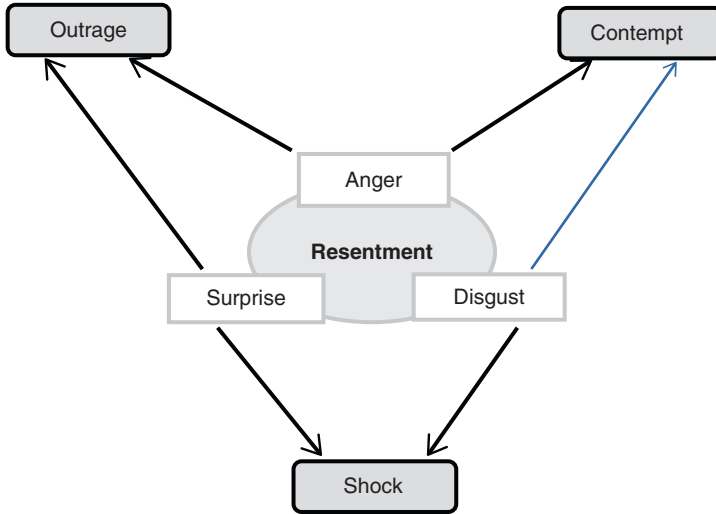 Outrage
Contempt
Anger
Resentment
Surprise
Disgust
Shock